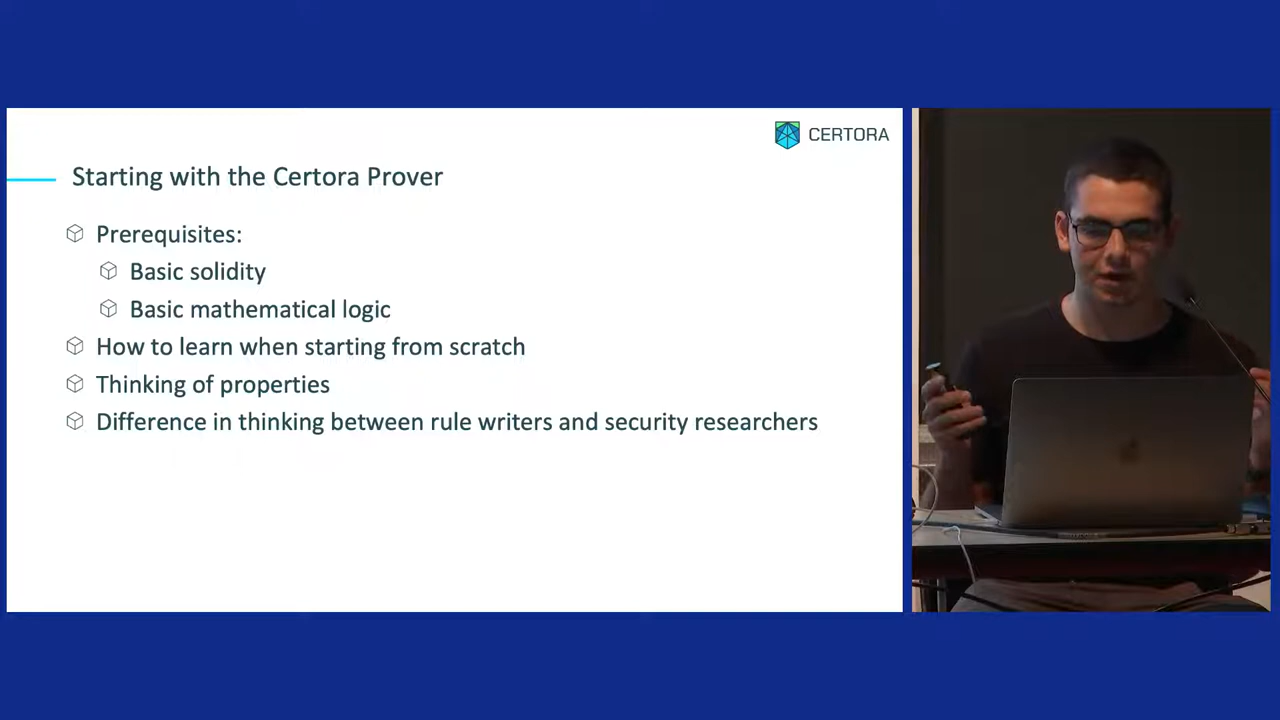 CERTORA
Starting with the Certora Prover
Prerequisites:
Basic solidity
Basic mathematical logic
How to learn when starting from scratch
Thinking of properties
Difference in thinking between rule writers and security researchers